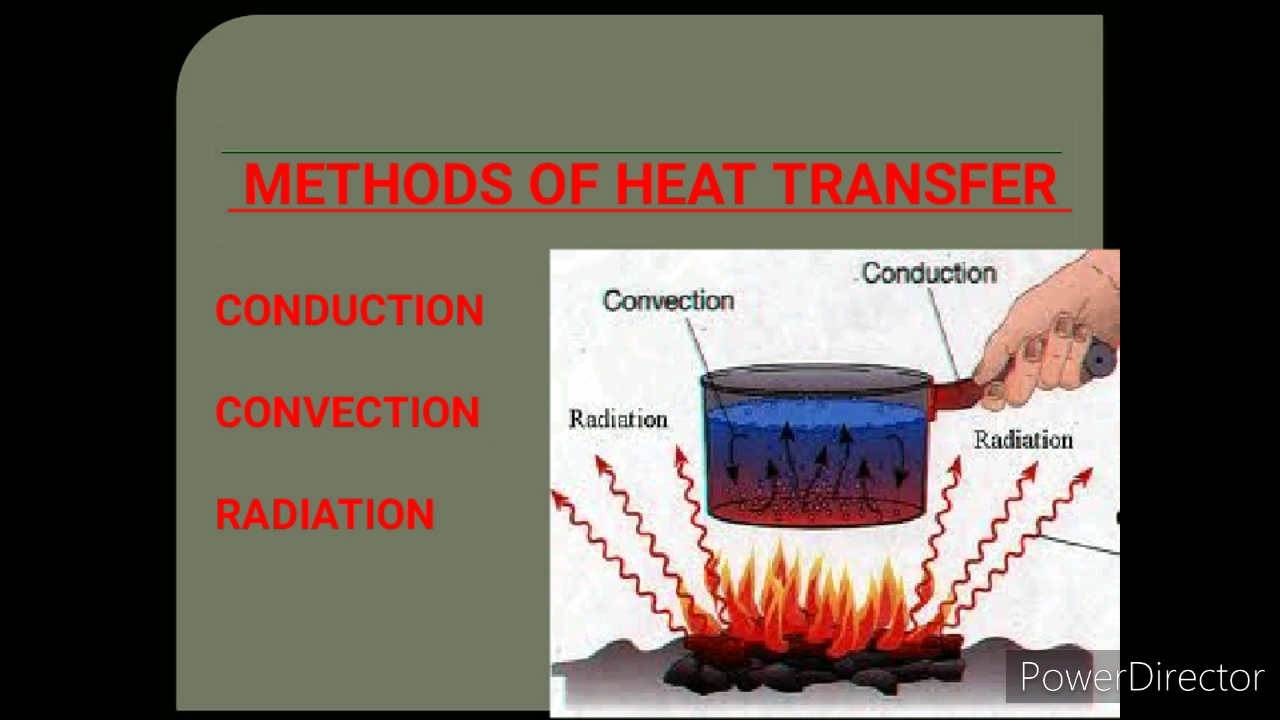 METHODS OF HEAT TRANSFER
CONDUCTION
CONVECTION
RADIATION
Conduction
Convection
Radiation
Radiation
PowerDirector